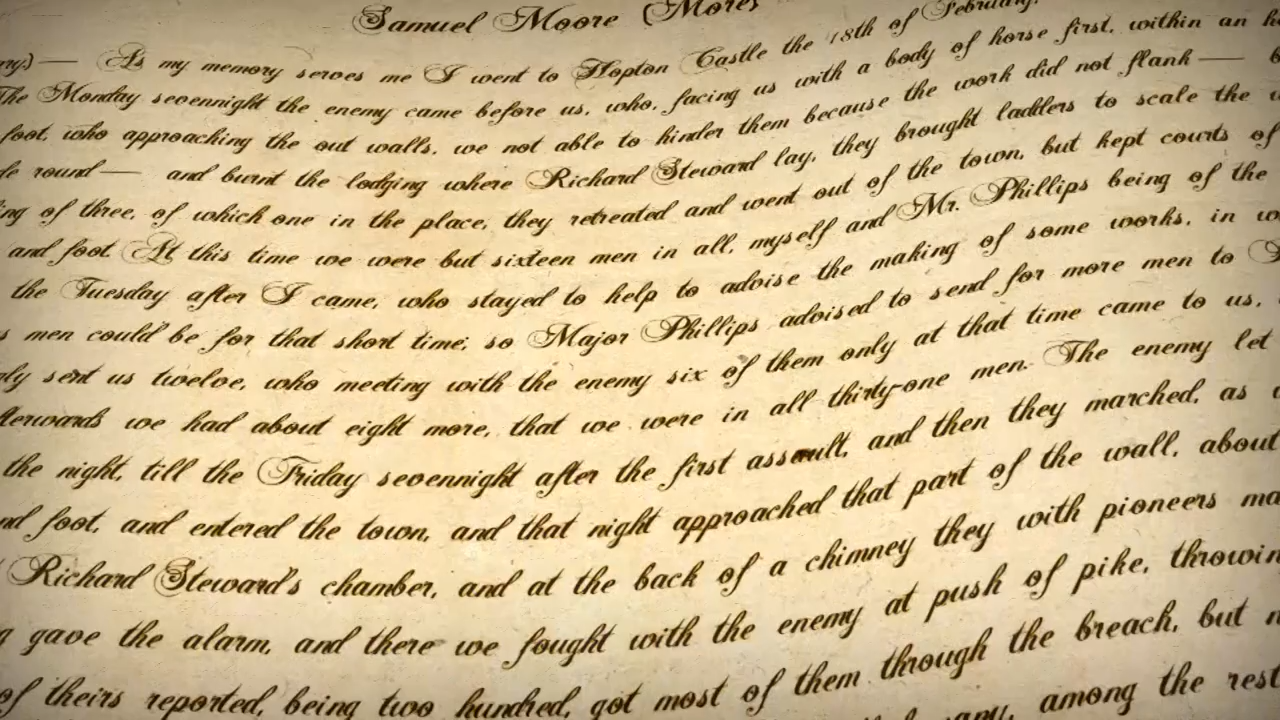 Samuel Moore (More)
As my memory serves me I went to Hopton Castle the 18th of February.
The Monday sevennight the enemy came before us, who, facing us with a body of horse first, within an
foot, who approaching the out walls, we not able to hinder them because the work did not flank —
round — and burnt the lodging where Richard Steward lay, they brought ladders to scale the
of three, of which one in the place, they retreated and went out of the town, but kept courts of
and foot. At this time we were but sixteen men in all, myself and Mr. Phillips being of the
the Tuesday after I came, who stayed to help to advise the making of some works, in
men could be for that short time; so Major Phillips advised to send for more men to
sent us twelve, who meeting with the enemy six of them only at that time came to us,
we had about eight more, that we were in all thirty-one men. The enemy let
the night, till the Friday sevennight after the first assault, and then they marched, as
foot, and entered the town, and that night approached that part of the wall, about
Richard Steward's chamber, and at the back of a chimney they with pioneers
gave the alarm, and there we fought with the enemy at push of pike,
of theirs reported, being two hundred, got most of them through the breach, but
among the rest